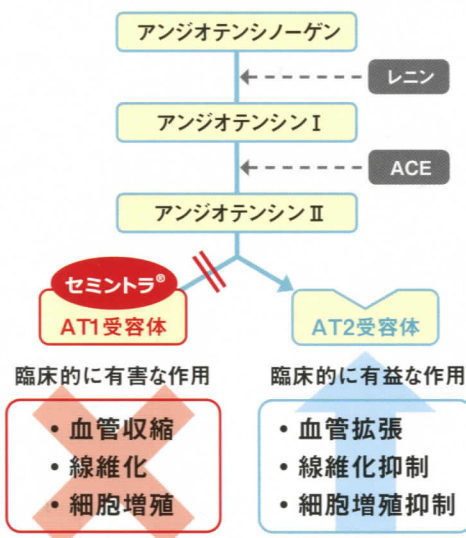 アンジオテンシノーゲン
レニン
アンジオテンシンⅠ
ACE
アンジオテンシンⅡ
セミントラ®
AT1受容体
AT2受容体
臨床的に有害な作用
・血管収縮
・線維化
・細胞増殖
臨床的に有益な作用
・血管拡張
・線維化抑制
・細胞増殖抑制